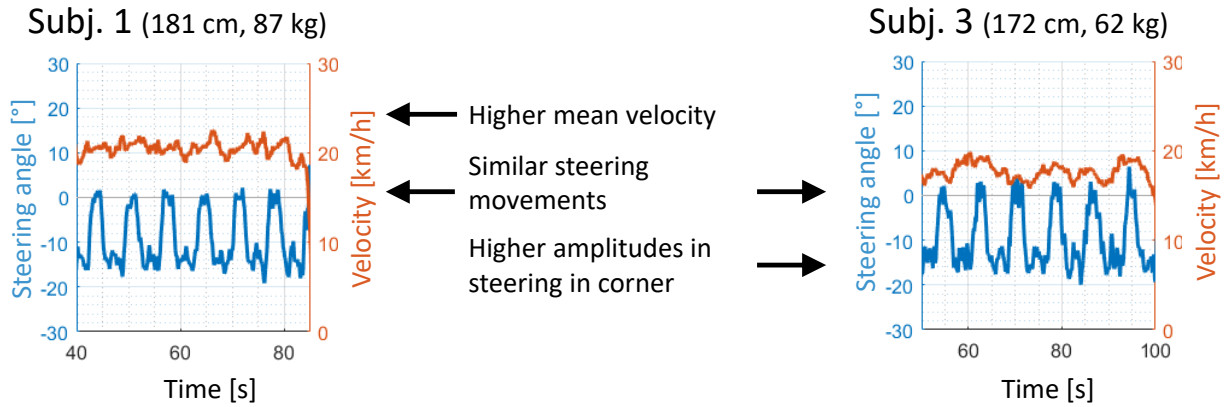 Subj. 1 (181 cm, 87 kg)
Subj. 3 (172 cm, 62 kg)
30
20
10
0
-10
-20
-30
Steering angle [°]
30
20
10
0
Velocity [km/h]
40
60
80
Time [s]
Higher mean velocity
Similar steering
movements
Higher amplitudes in
steering in corner
30
20
10
0
-10
-20
-30
Steering angle [°]
30
20
10
0
Velocity [km/h]
60
80
100
Time [s]